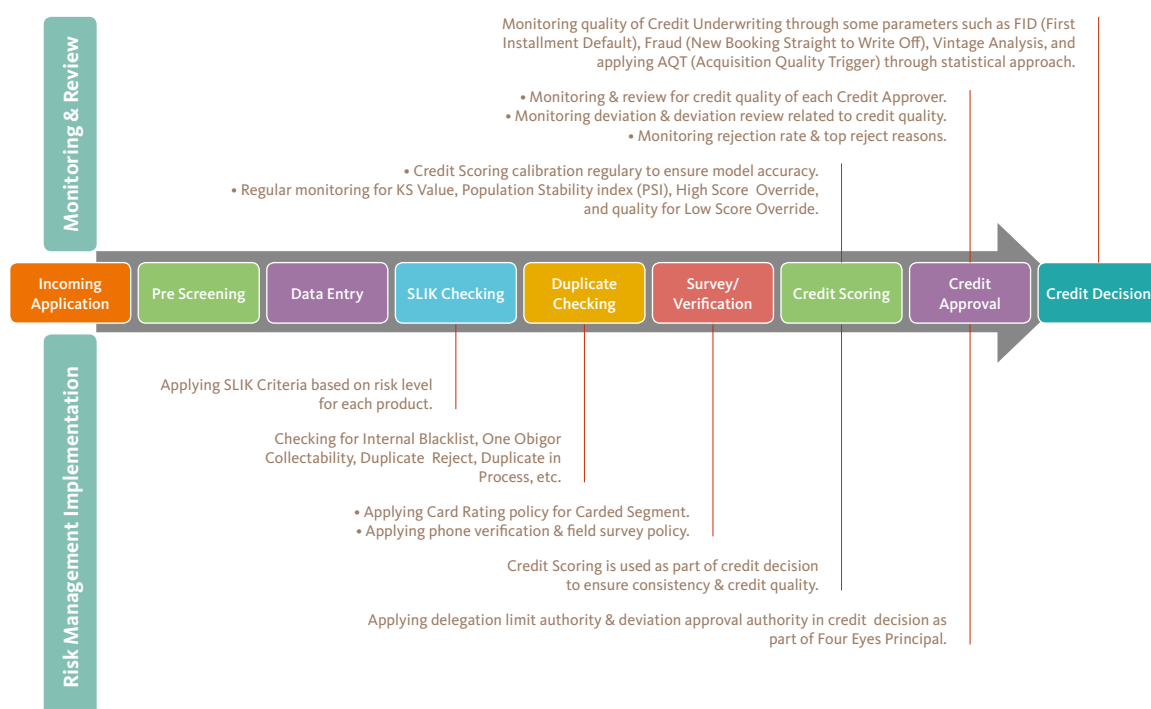 Monitoring & Review
Monitoring quality of Credit Underwriting through some parameters such as FID (First
Installment Default), Fraud (New Booking Straight to Write Off), Vintage Analysis, and
applying AQT (Acquisition Quality Trigger) through statistical approach.
• Monitoring & review for credit quality of each Credit Approver.
• Monitoring deviation & deviation review related to credit quality.
• Monitoring rejection rate & top reject reasons.
• Credit Scoring calibration regulary to ensure model accuracy.
• Regular monitoring for KS Value, Population Stability index (PSI), High Score Override,
and quality for Low Score Override.
Incoming
Application
Pre Screening
Data Entry
SLIK Checking
Duplicate
Checking
Survey/
Verification
Credit Scoring
Credit
Approval
Credit Decision
Risk Management Implementation
Applying SLIK Criteria based on risk level
for each product.
Checking for Internal Blacklist, One Obigor
Collectability, Duplicate Reject, Duplicate in
Process, etc.
• Applying Card Rating policy for Carded Segment.
• Applying phone verification & field survey policy.
Credit Scoring is used as part of credit decision
to ensure consistency & credit quality.
Applying delegation limit authority & deviation approval authority in credit decision as
part of Four Eyes Principal.